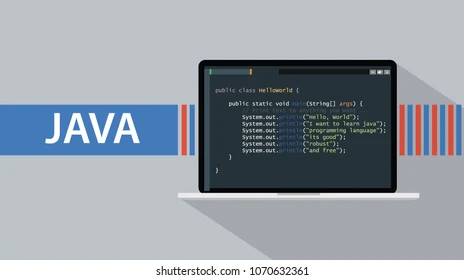 JAVA
public class HelloWorld {
public static void main(String[] args) {
// Print text to anything you want
System.out.println("Hello, World");
System.out.println("I want to learn java");
System.out.println("programming language");
System.out.println("its good");
System.out.println("robust");
System.out.println("and free");
}
}
shutterstock.com · 1070632361